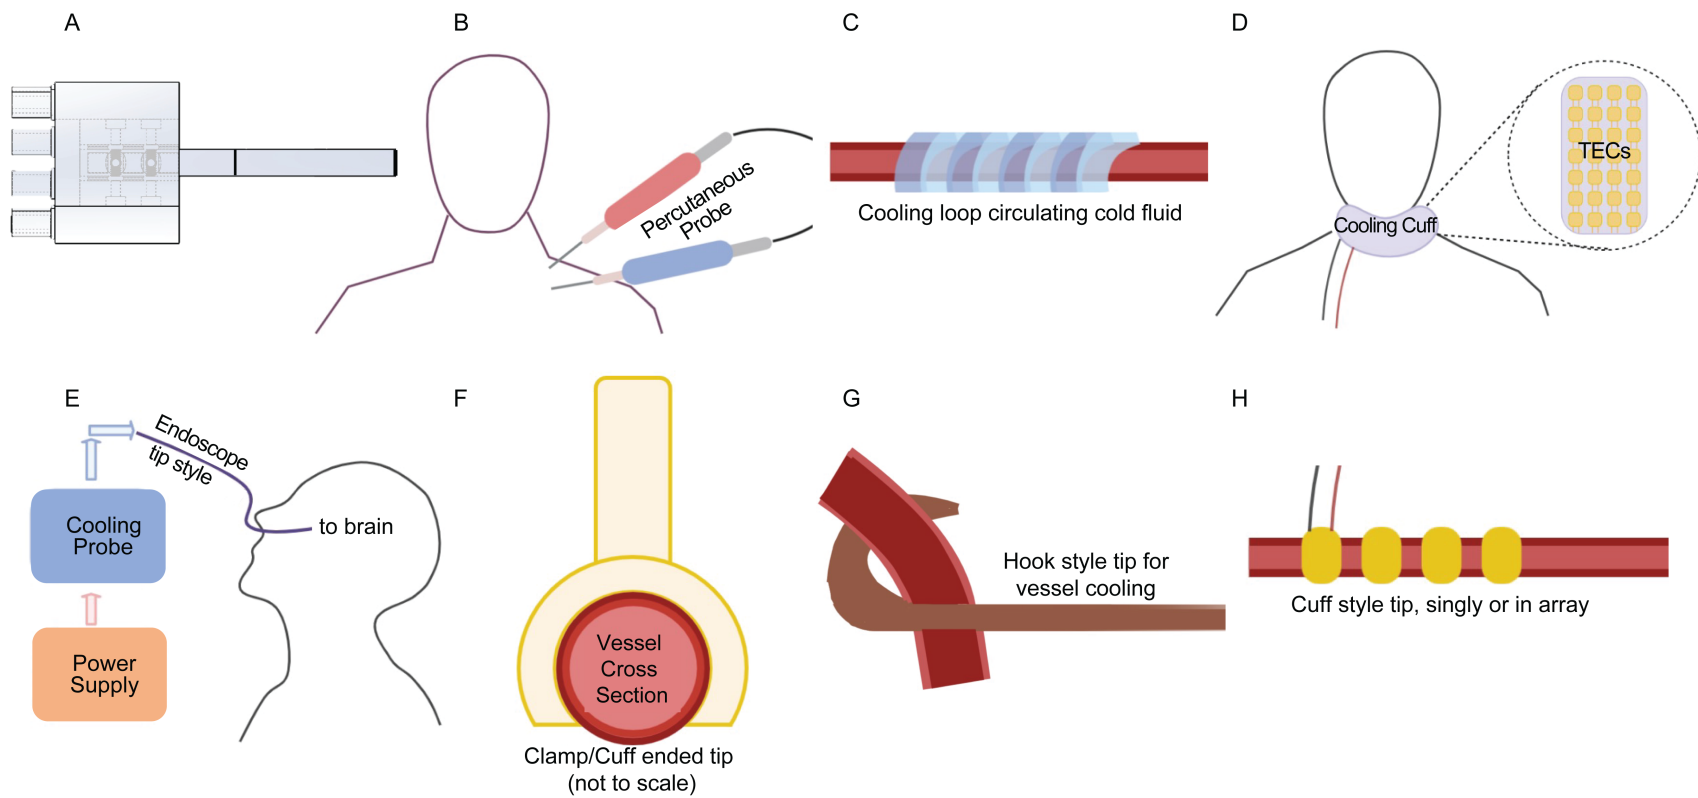 A
B
C
D
Percutaneous
Probe
Cooling loop circulating cold fluid
Cooling Cuff
TECs
E
F
G
H
Endoscope
tip style
to brain
Cooling
Probe
Power
Supply
Vessel
Cross
Section
Clamp/Cuff ended tip
(not to scale)
Hook style tip for
vessel cooling
Cuff style tip, singly or in array